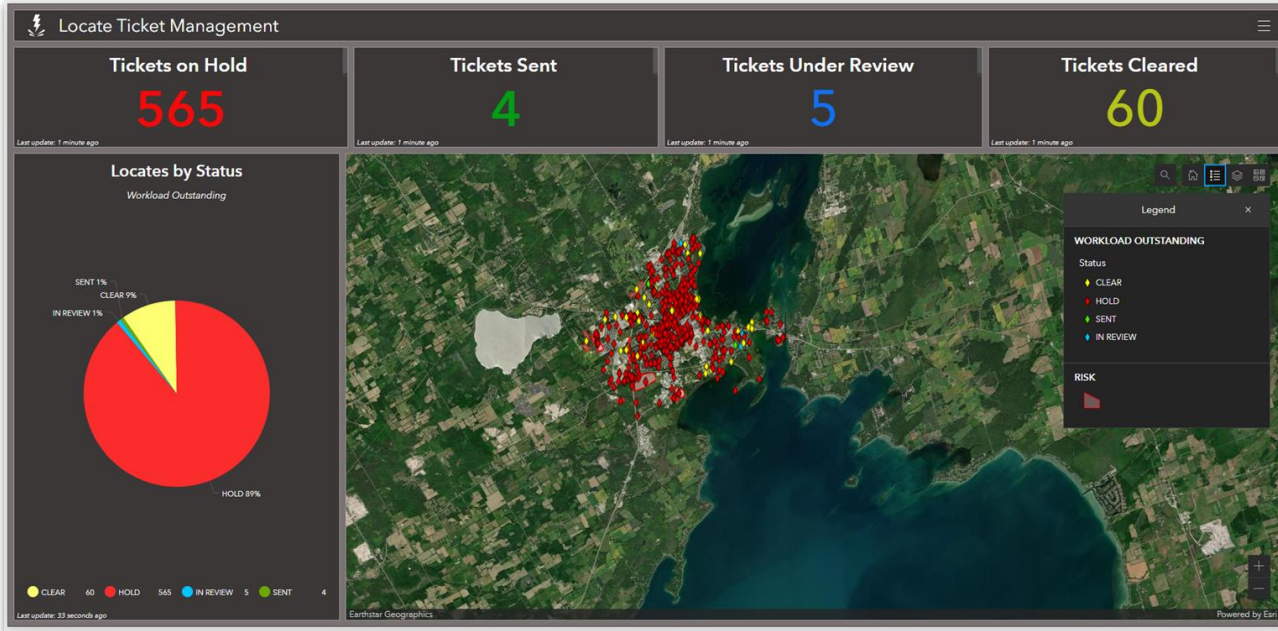 Locate Ticket Management
Tickets on Hold
565
Last update: 1 minute ago
Tickets Sent
4
Last update: 1 minute ago
Tickets Under Review
5
Last update: 1 minute ago
Tickets Cleared
60
Last update: 1 minute ago
Locates by Status
Workload Outstanding
SENT 1%
CLEAR 9%
IN REVIEW 1%
HOLD 89%
CLEAR 60 HOLD 565 IN REVIEW 5 SENT 4
Last update: 33 seconds ago
Legend
WORKLOAD OUTSTANDING
Status
CLEAR
HOLD
SENT
IN REVIEW
RISK
Earthstar Geographics
Powered by Esri